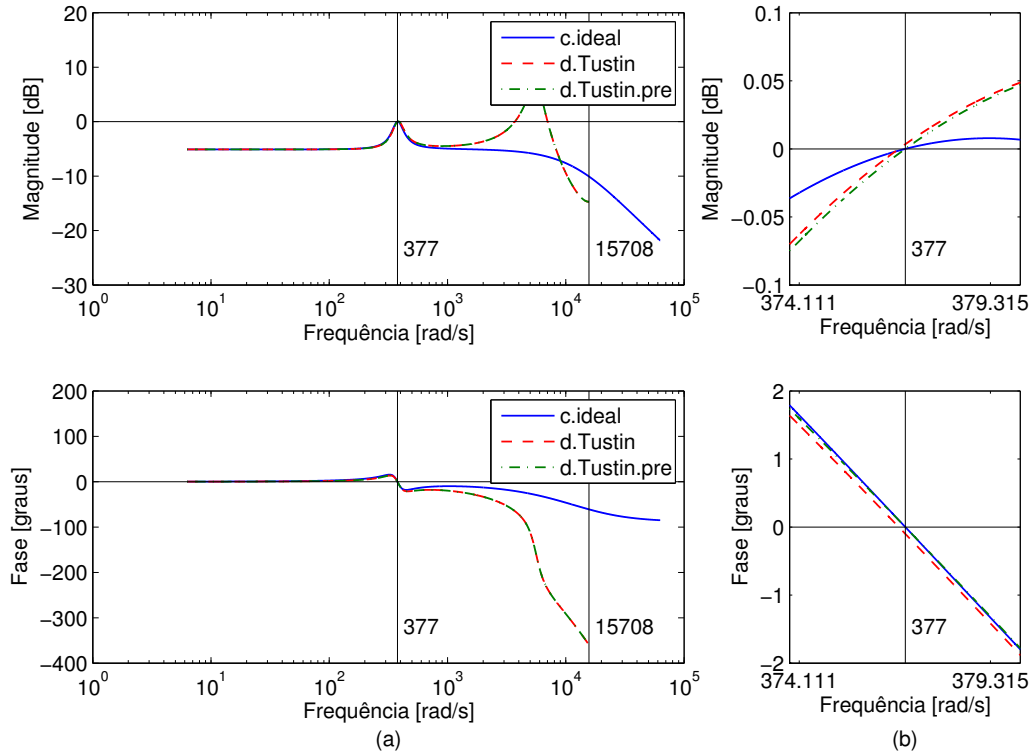 20
10
0
−10
−20
−30
Magnitude [dB]
c.ideal
d.Tustin
d.Tustin.pre
377
15708
10^0
10^1
10^2
10^3
10^4
10^5
Frequência [rad/s]
0.1
0.05
0
−0.05
−0.1
Magnitude [dB]
377
374.111
379.315
Frequência [rad/s]
200
100
0
−100
−200
−300
−400
Fase [graus]
c.ideal
d.Tustin
d.Tustin.pre
377
15708
10^0
10^1
10^2
10^3
10^4
10^5
Frequência [rad/s]
(a)
2
1
0
−1
−2
Fase [graus]
377
374.111
379.315
Frequência [rad/s]
(b)